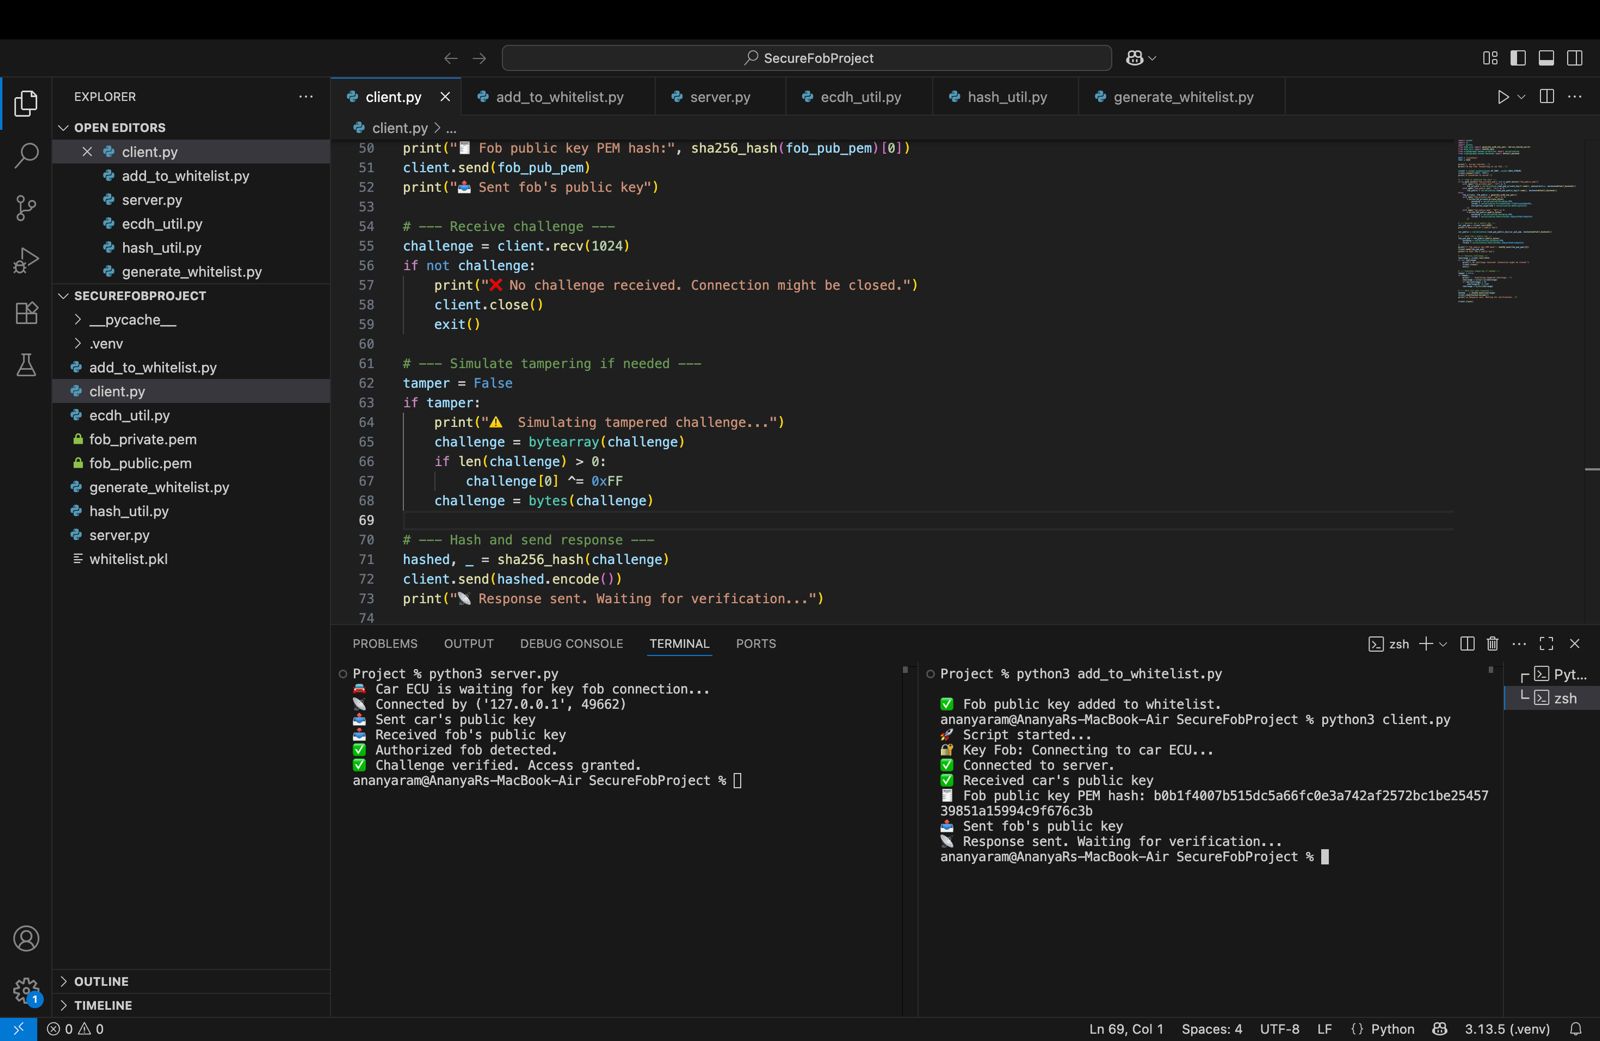 SecureFobProject
EXPLORER
OPEN EDITORS
client.py
add_to_whitelist.py
server.py
ecdh_util.py
hash_util.py
generate_whitelist.py
SECUREFOBPROJECT
__pycache__
.venv
add_to_whitelist.py
client.py
ecdh_util.py
fob_private.pem
fob_public.pem
generate_whitelist.py
hash_util.py
server.py
whitelist.pkl
OUTLINE
TIMELINE
client.py add_to_whitelist.py server.py ecdh_util.py hash_util.py generate_whitelist.py
client.py > ...
50 print("🧾 Fob public key PEM hash:", sha256_hash(fob_pub_pem)[0])
51 client.send(fob_pub_pem)
52 print("📤 Sent fob's public key")
53
54 # --- Receive challenge ---
55 challenge = client.recv(1024)
56 if not challenge:
57 print("❌ No challenge received. Connection might be closed.")
58 client.close()
59 exit()
60
61 # --- Simulate tampering if needed ---
62 tamper = False
63 if tamper:
64 print("⚠️  Simulating tampered challenge...")
65 challenge = bytearray(challenge)
66 if len(challenge) > 0:
67 challenge[0] ^= 0xFF
68 challenge = bytes(challenge)
69
70 # --- Hash and send response ---
71 hashed, _ = sha256_hash(challenge)
72 client.send(hashed.encode())
73 print("📡 Response sent. Waiting for verification...")
74
PROBLEMS OUTPUT DEBUG CONSOLE TERMINAL PORTS
zsh
Project % python3 server.py
🚘 Car ECU is waiting for key fob connection...
📡 Connected by ('127.0.0.1', 49662)
📤 Sent car's public key
📥 Received fob's public key
✅ Authorized fob detected.
✅ Challenge verified. Access granted.
ananyaram@AnanyaRs-MacBook-Air SecureFobProject %
Project % python3 add_to_whitelist.py
✅ Fob public key added to whitelist.
ananyaram@AnanyaRs-MacBook-Air SecureFobProject % python3 client.py
🚀 Script started...
🔐 Key Fob: Connecting to car ECU...
✅ Connected to server.
✅ Received car's public key
🧾 Fob public key PEM hash: b0b1f4007b515dc5a66fc0e3a742af2572bc1be25457
39851a15994c9f676c3b
📤 Sent fob's public key
📡 Response sent. Waiting for verification...
ananyaram@AnanyaRs-MacBook-Air SecureFobProject %
Pyt...
zsh
1
0 0
Ln 69, Col 1 Spaces: 4 UTF-8 LF {} Python 3.13.5 (.venv)